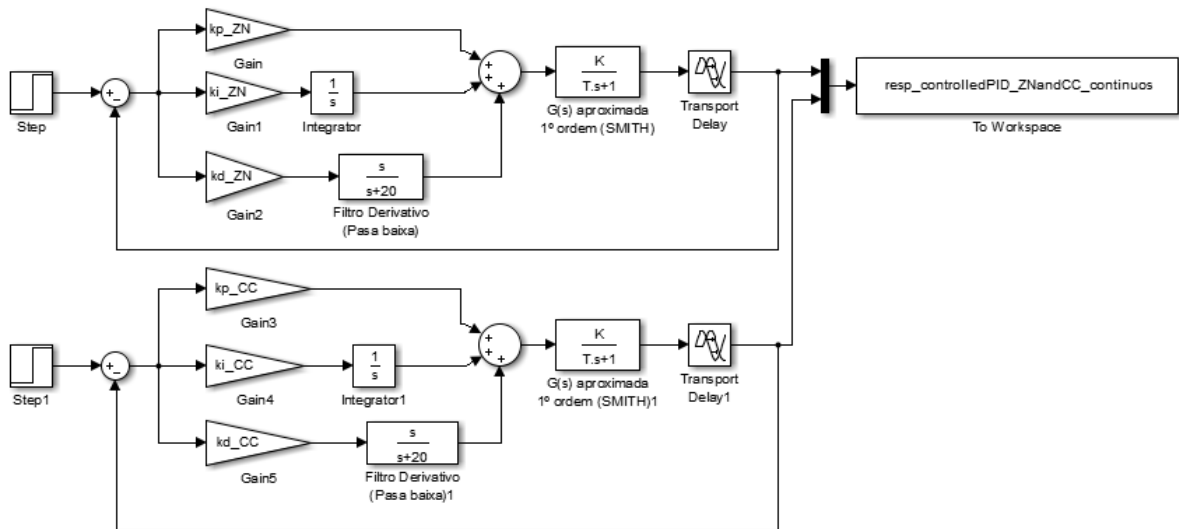 kp_ZN
Gain
Step
+
−
ki_ZN
Gain1
1
s
Integrator
+
+
+
K
T.s+1
G(s) aproximada
1º ordem (SMITH)
Transport
Delay
resp_controlledPID_ZNandCC_continuos
To Workspace
kd_ZN
Gain2
s
s+20
Filtro Derivativo
(Pasa baixa)
kp_CC
Gain3
Step1
+
−
ki_CC
Gain4
1
s
Integrator1
+
+
+
K
T.s+1
G(s) aproximada
1º ordem (SMITH)1
Transport
Delay1
kd_CC
Gain5
s
s+20
Filtro Derivativo
(Pasa baixa)1